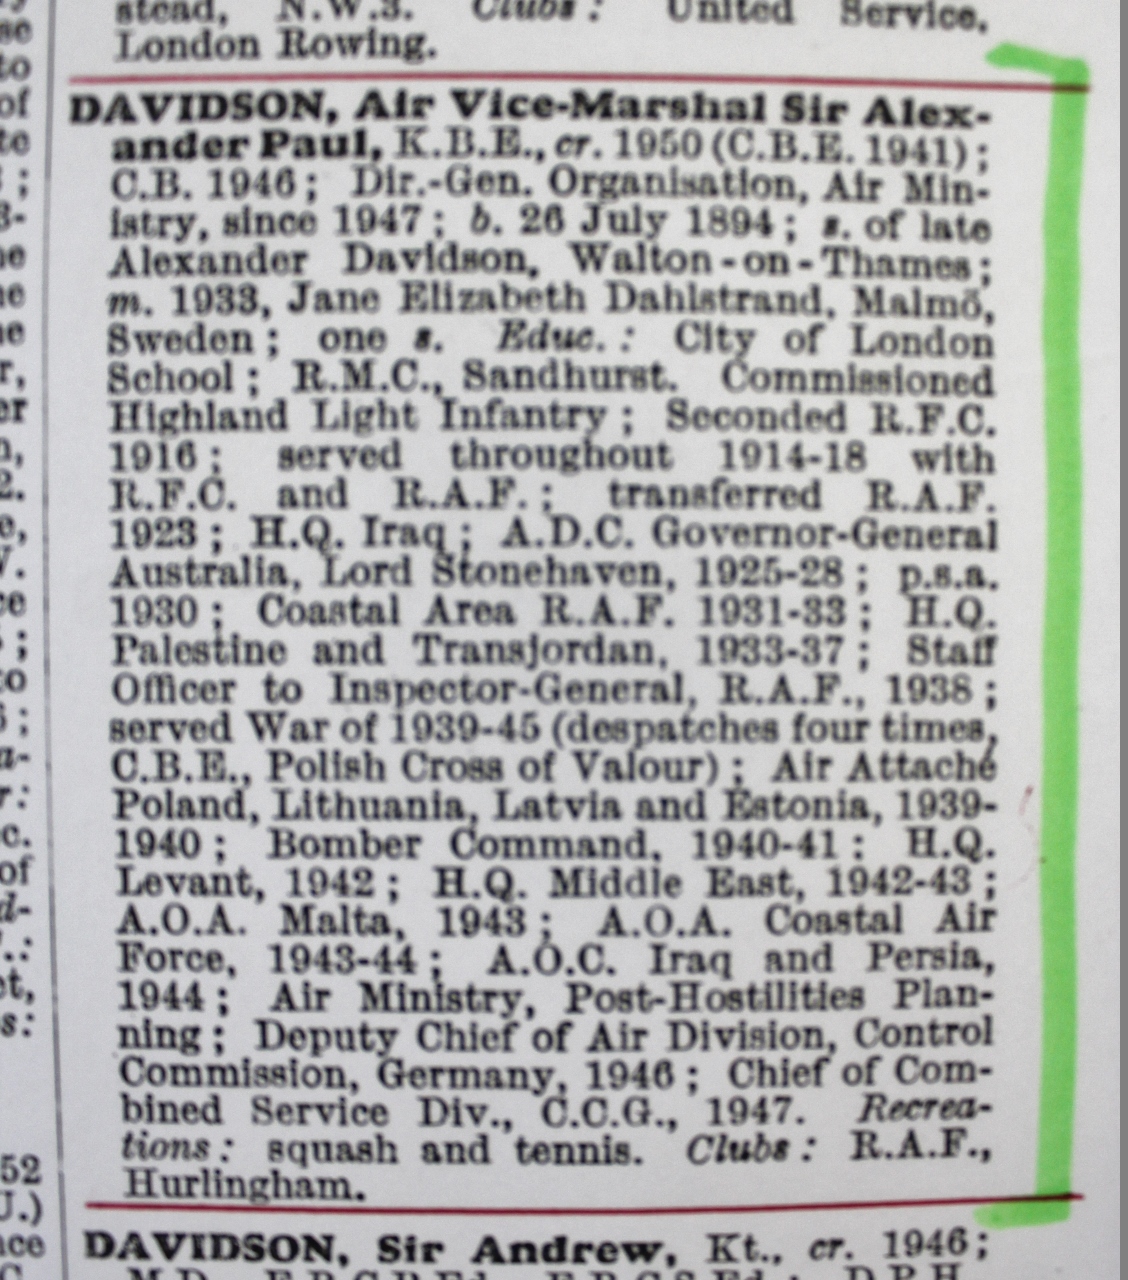 stead, N.W.3. Clubs: United Service,
London Rowing.
DAVIDSON, Air Vice-Marshal Sir Alex-
ander Paul, K.B.E., cr. 1950 (C.B.E. 1941);
C.B. 1946; Dir.-Gen. Organisation, Air Min-
istry, since 1947; b. 26 July 1894; s. of late
Alexander Davidson, Walton-on-Thames;
m. 1933, Jane Elizabeth Dahlstrand, Malmö,
Sweden; one s. Educ.: City of London
School; R.M.C., Sandhurst. Commissioned
Highland Light Infantry; Seconded R.F.C.
1916; served throughout 1914-18 with
R.F.C. and R.A.F.; transferred R.A.F.
1923; H.Q. Iraq; A.D.C. Governor-General
Australia, Lord Stonehaven, 1925-28; p.s.a.
1930; Coastal Area R.A.F. 1931-33; H.Q.
Palestine and Transjordan, 1933-37; Staff
Officer to Inspector-General, R.A.F., 1938;
served War of 1939-45 (despatches four times,
C.B.E., Polish Cross of Valour); Air Attaché
Poland, Lithuania, Latvia and Estonia, 1939-
1940; Bomber Command, 1940-41; H.Q.
Levant, 1942; H.Q. Middle East, 1942-43;
A.O.A. Malta, 1943; A.O.A. Coastal Air
Force, 1943-44; A.O.C. Iraq and Persia,
1944; Air Ministry, Post-Hostilities Plan-
ning; Deputy Chief of Air Division, Control
Commission, Germany, 1946; Chief of Com-
bined Service Div., C.C.G., 1947. Recrea-
tions: squash and tennis. Clubs: R.A.F.,
Hurlingham.
DAVIDSON, Sir Andrew, Kt., cr. 1946;